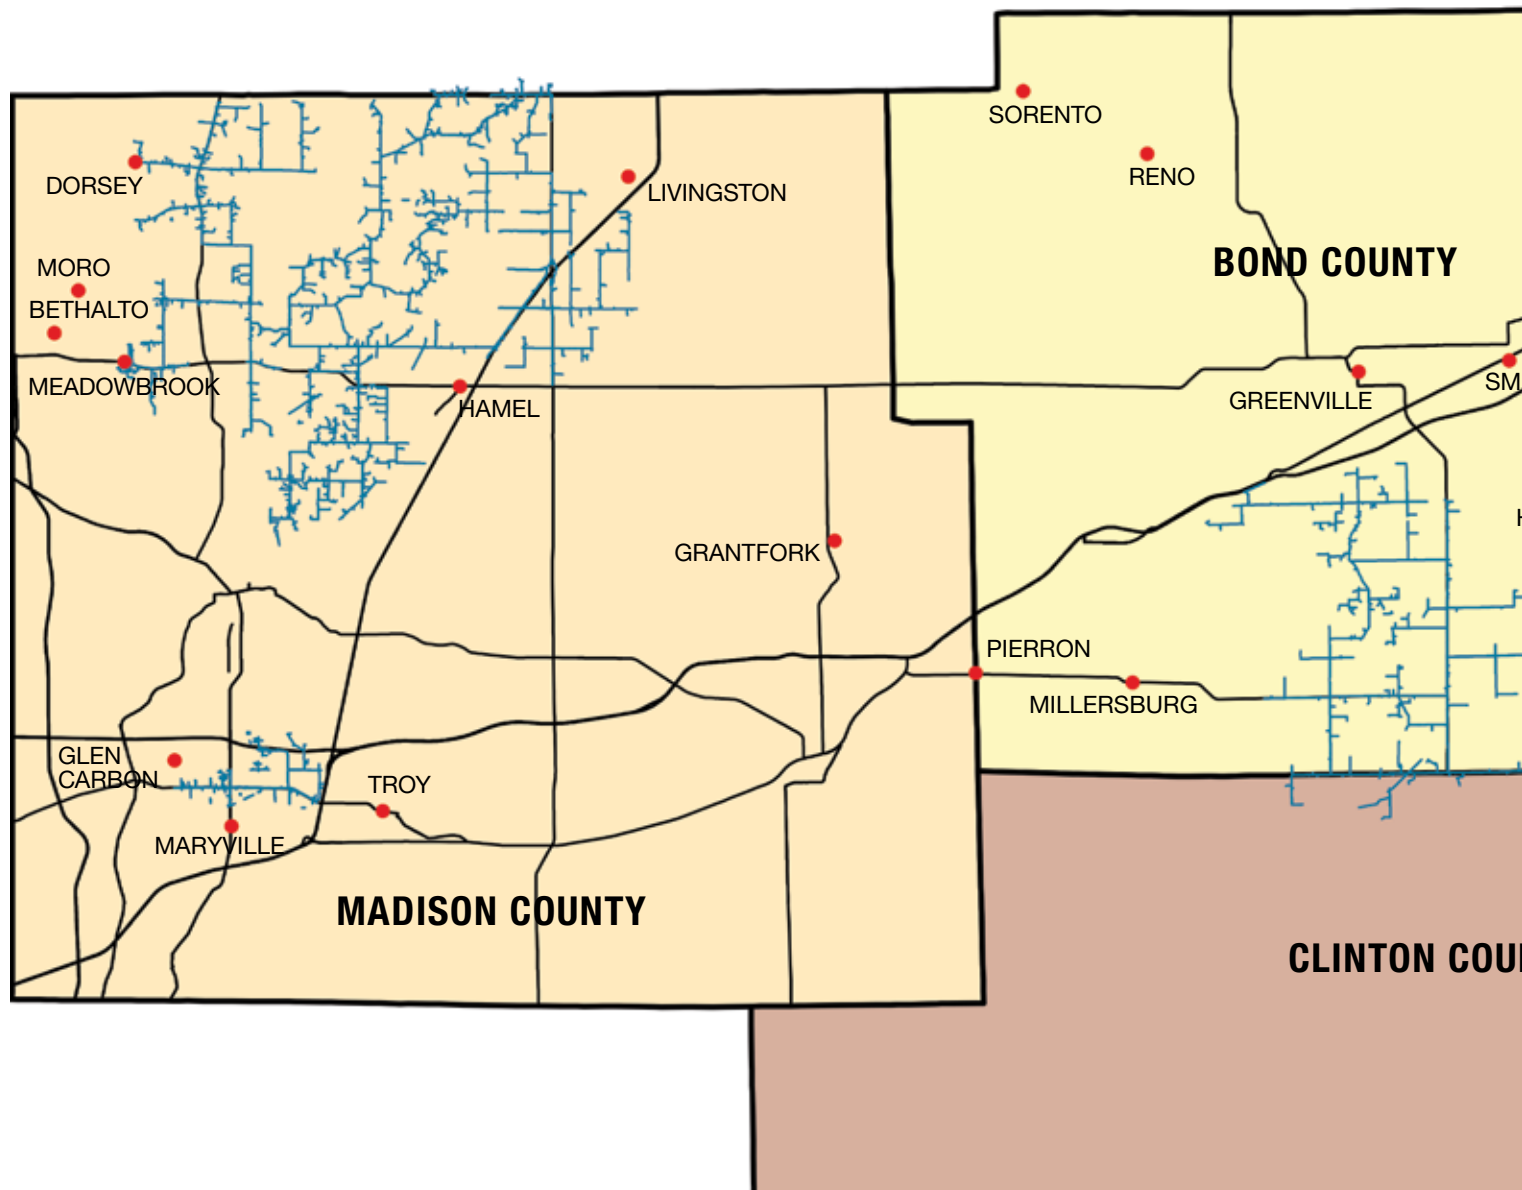 SORENTO
RENO
DORSEY
LIVINGSTON
BOND COUNTY
MORO
BETHALTO
MEADOWBROOK
HAMEL
GREENVILLE
GRANTFORK
PIERRON
MILLERSBURG
GLEN
CARBON
TROY
MARYVILLE
MADISON COUNTY
CLINTON